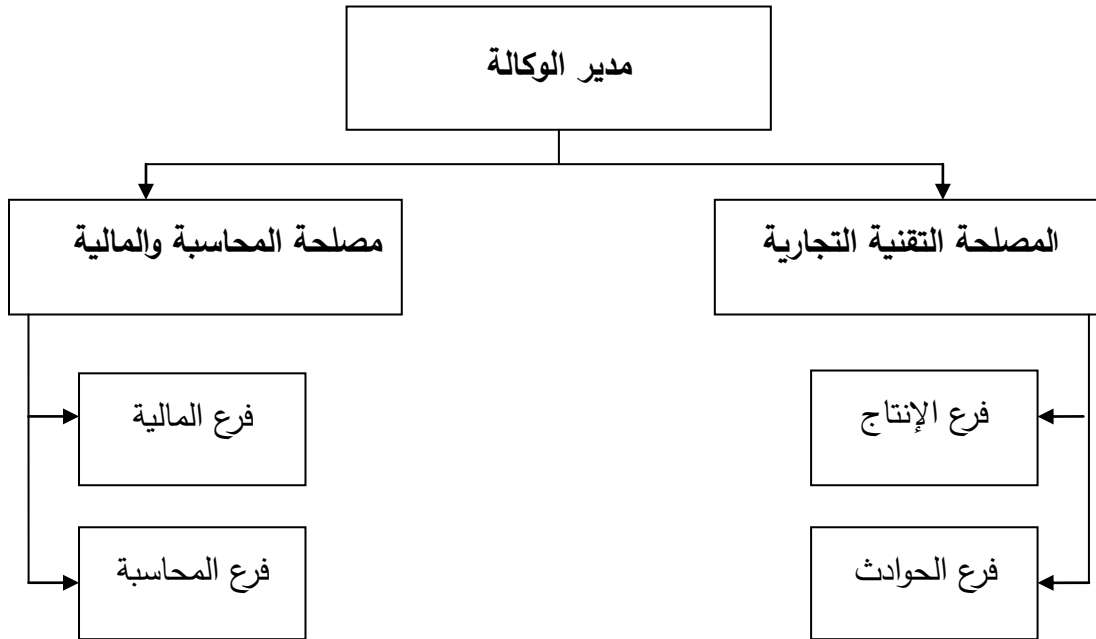 مدير الوكالة
المصلحة التقنية التجارية
مصلحة المحاسبة والمالية
فرع الإنتاج
فرع المالية
فرع الحوادث
فرع المحاسبة